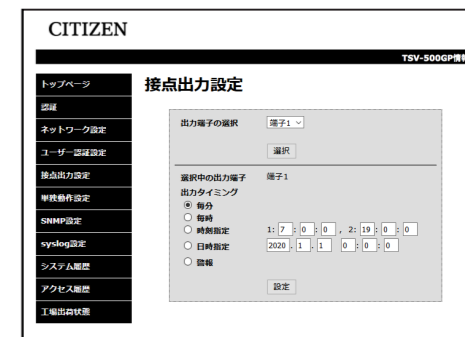 CITIZEN
TSV-500GP情報
トップページ
認証
ネットワーク設定
ユーザー認証設定
接点出力設定
単独動作設定
SNMP設定
syslog設定
システム履歴
アクセス履歴
工場出荷状態
接点出力設定
出力端子の選択 端子1
選択
選択中の出力端子 端子1
出力タイミング
毎分
毎時
時刻指定 1: 7 : 0 : 0 , 2: 19 : 0 : 0
日時指定 2020 . 1 . 1 0 : 0 : 0
警報
設定